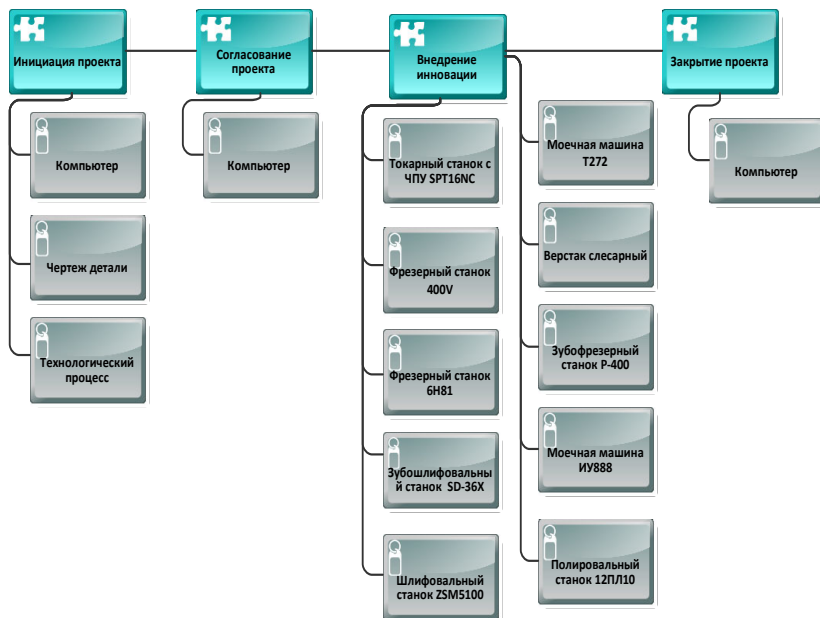 Инициация проекта
Согласование
проекта
Внедрение
инновации
Закрытие проекта
Компьютер
Чертеж детали
Технологический
процесс
Компьютер
Токарный станок с
ЧПУ SPT16NC
Фрезерный станок
400V
Фрезерный станок
6Н81
Зубошлифовальны
й станок SD-36X
Шлифовальный
станок ZSM5100
Моечная машина
Т272
Верстак слесарный
Зубофрезерный
станок Р-400
Моечная машина
ИУ888
Полировальный
станок 12ПЛ10
Компьютер